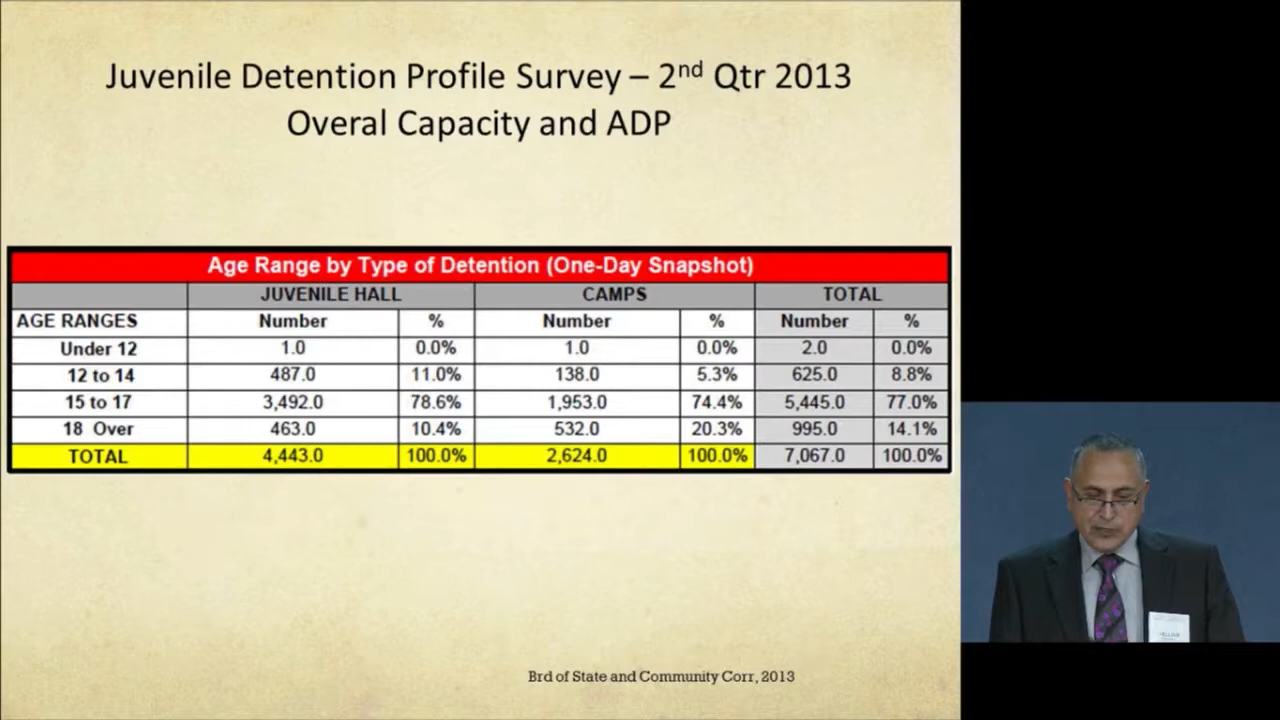 Juvenile Detention Profile Survey – 2nd Qtr 2013
Overal Capacity and ADP
Age Range by Type of Detention (One-Day Snapshot)
JUVENILE HALL CAMPS TOTAL
AGE RANGES Number % Number % Number %
Under 12 1.0 0.0% 1.0 0.0% 2.0 0.0%
12 to 14 487.0 11.0% 138.0 5.3% 625.0 8.8%
15 to 17 3,492.0 78.6% 1,953.0 74.4% 5,445.0 77.0%
18 Over 463.0 10.4% 532.0 20.3% 995.0 14.1%
TOTAL 4,443.0 100.0% 2,624.0 100.0% 7,067.0 100.0%
Brd of State and Community Corr, 2013